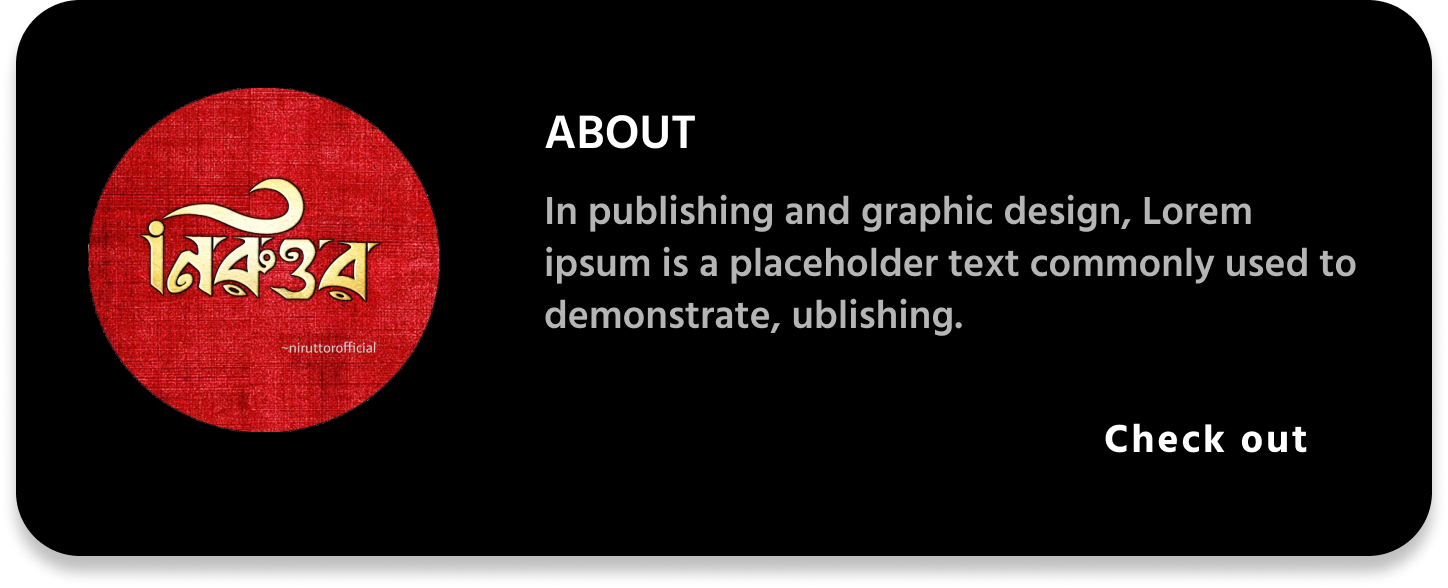 নিরুত্তর
~niruttorofficial
ABOUT
In publishing and graphic design, Lorem
ipsum is a placeholder text commonly used to
demonstrate, ublishing.
Check out